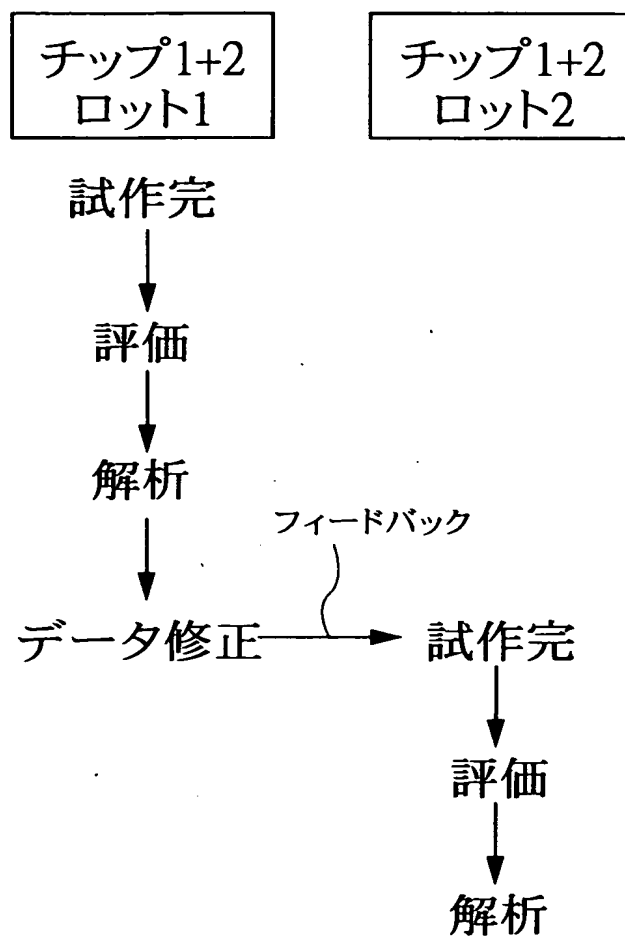 チップ1+2
ロット1
チップ1+2
ロット2
試作完
評価
解析
フィードバック
データ修正
試作完
評価
解析